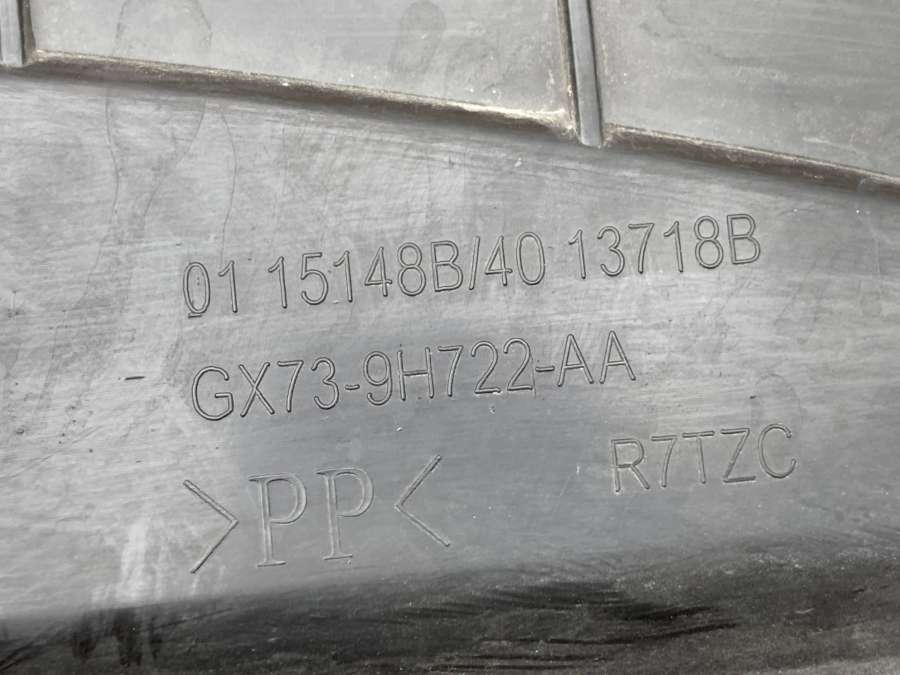 01 15148B/40 13718B
GX73-9H722-AA
R7TZC
>PP<